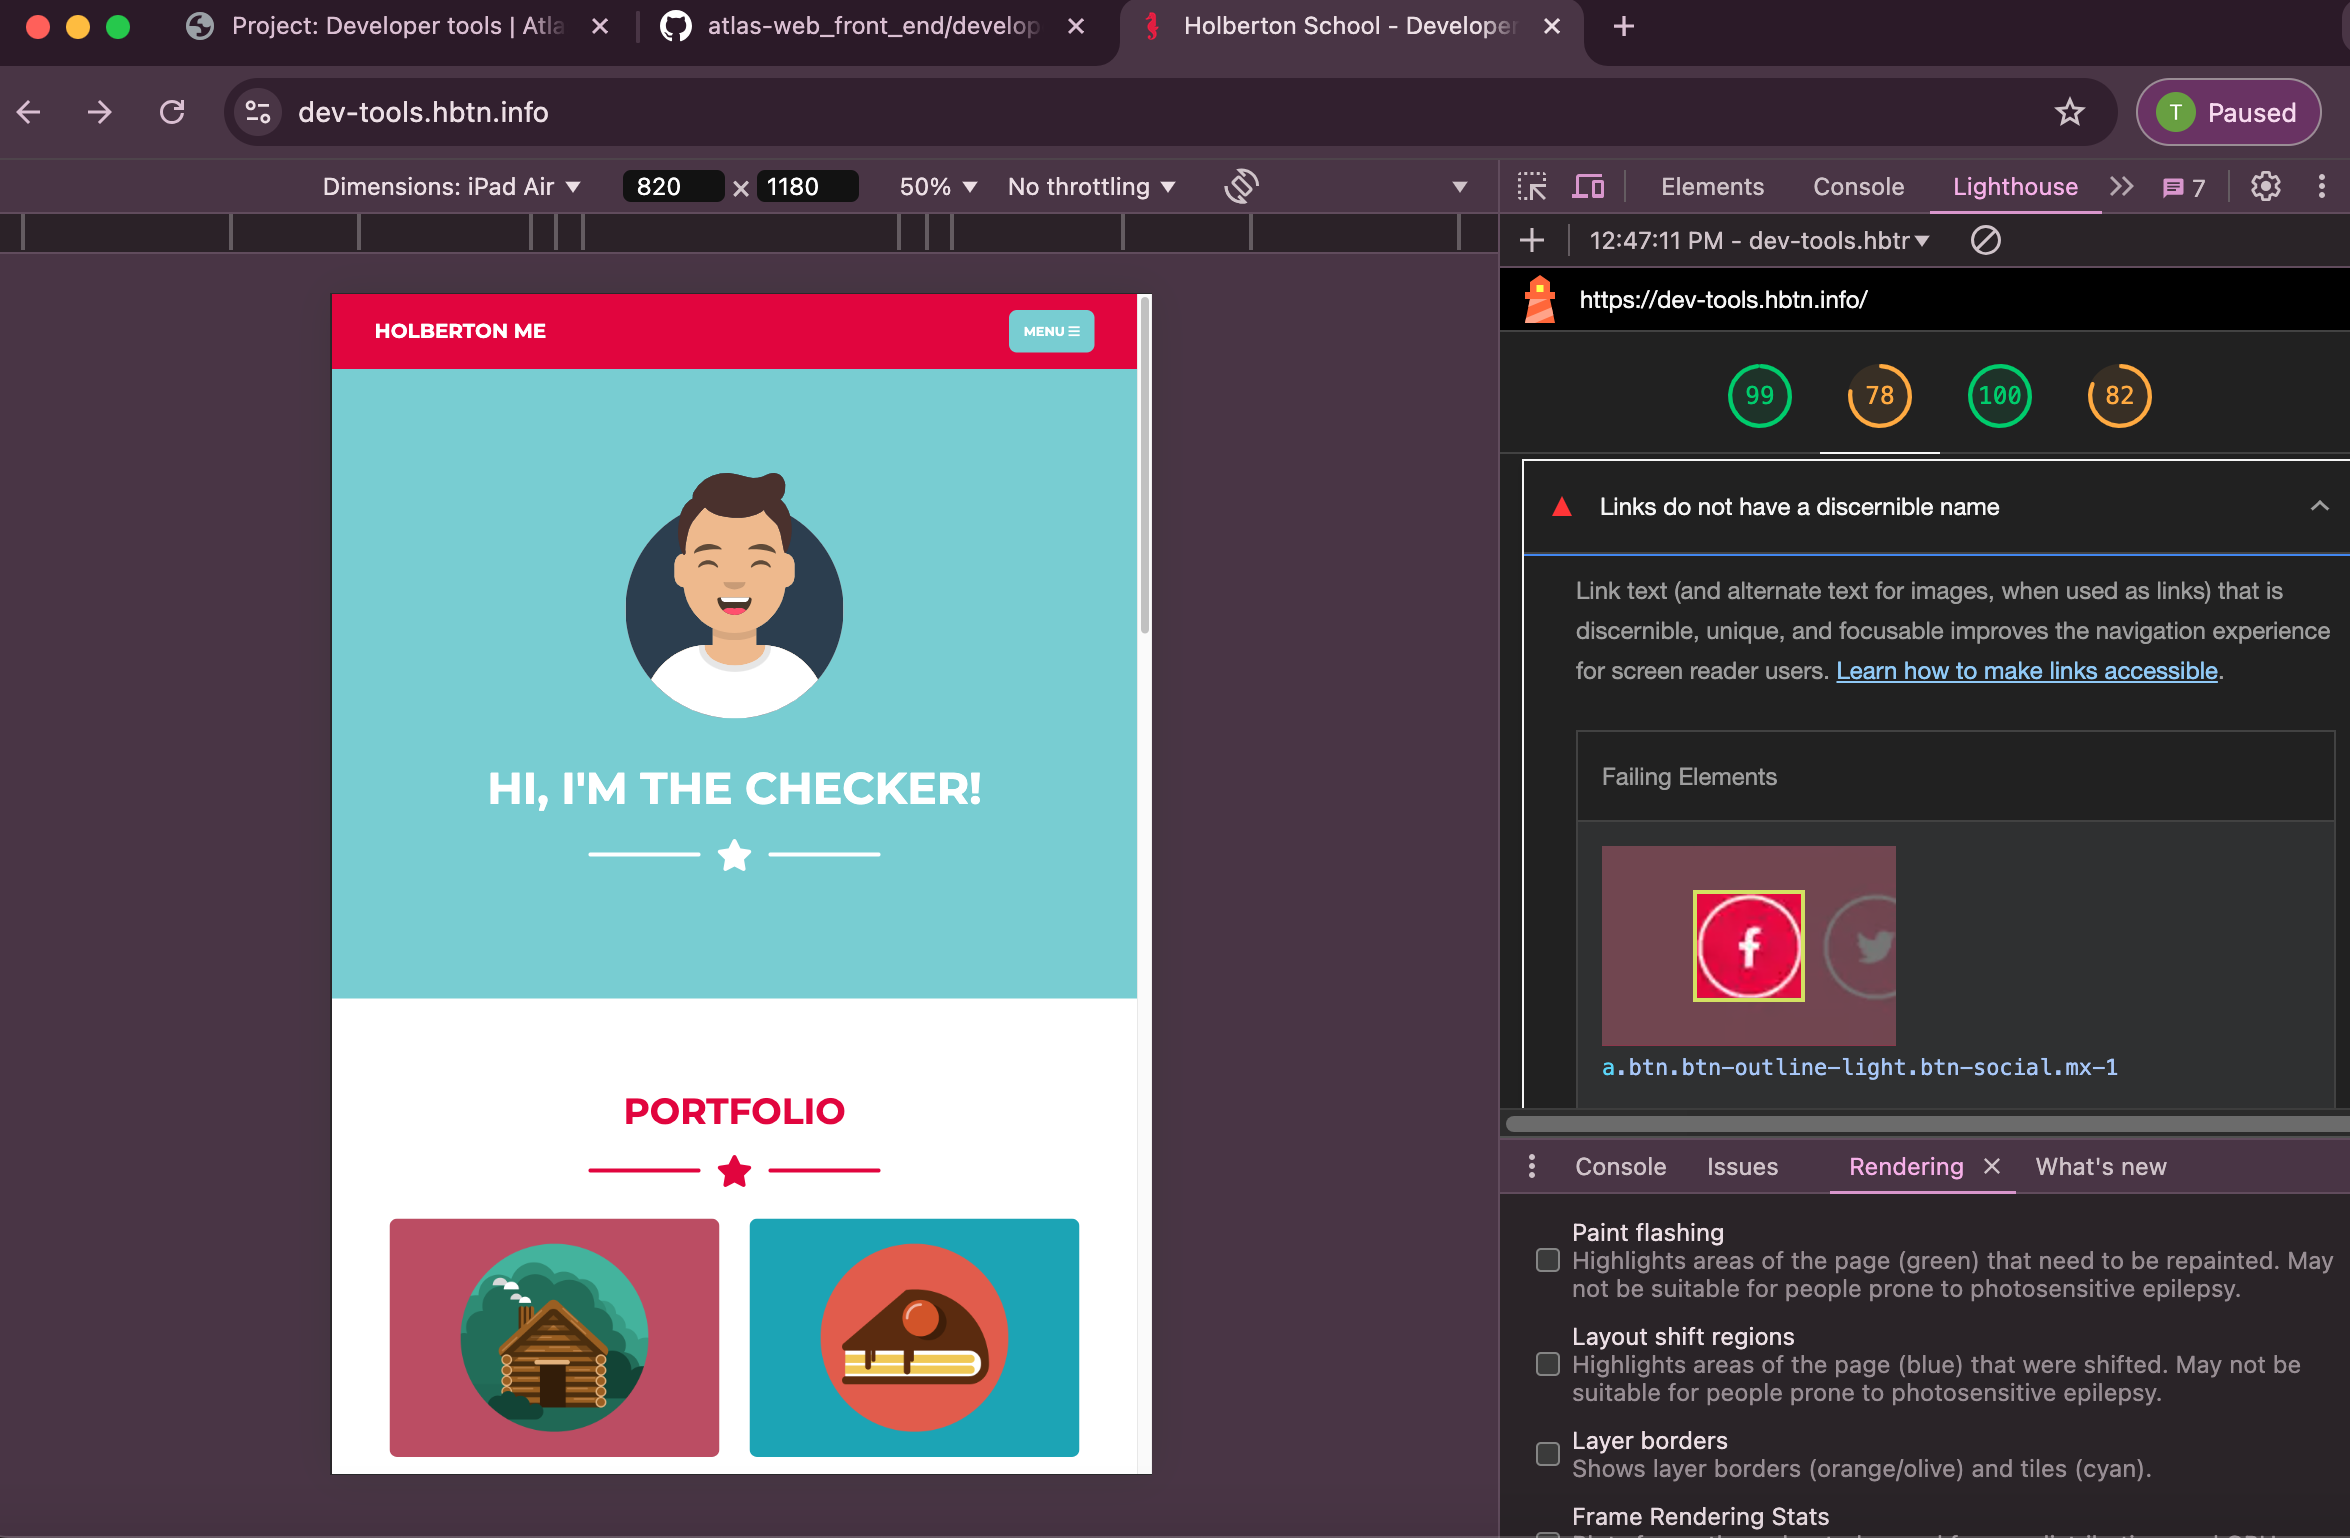 Project: Developer tools | Atla
atlas-web_front_end/develop
Holberton School - Developer
dev-tools.hbtn.info
T Paused
Dimensions: iPad Air 820 × 1180 50% No throttling
Elements Console Lighthouse 7
12:47:11 PM - dev-tools.hbtr
https://dev-tools.hbtn.info/
99 78 100 82
HOLBERTON ME
MENU
HI, I'M THE CHECKER!
PORTFOLIO
Links do not have a discernible name
Link text (and alternate text for images, when used as links) that is
discernible, unique, and focusable improves the navigation experience
for screen reader users. Learn how to make links accessible.
Failing Elements
a.btn.btn-outline-light.btn-social.mx-1
Console Issues Rendering What's new
Paint flashing
Highlights areas of the page (green) that need to be repainted. May
not be suitable for people prone to photosensitive epilepsy.
Layout shift regions
Highlights areas of the page (blue) that were shifted. May not be
suitable for people prone to photosensitive epilepsy.
Layer borders
Shows layer borders (orange/olive) and tiles (cyan).
Frame Rendering Stats